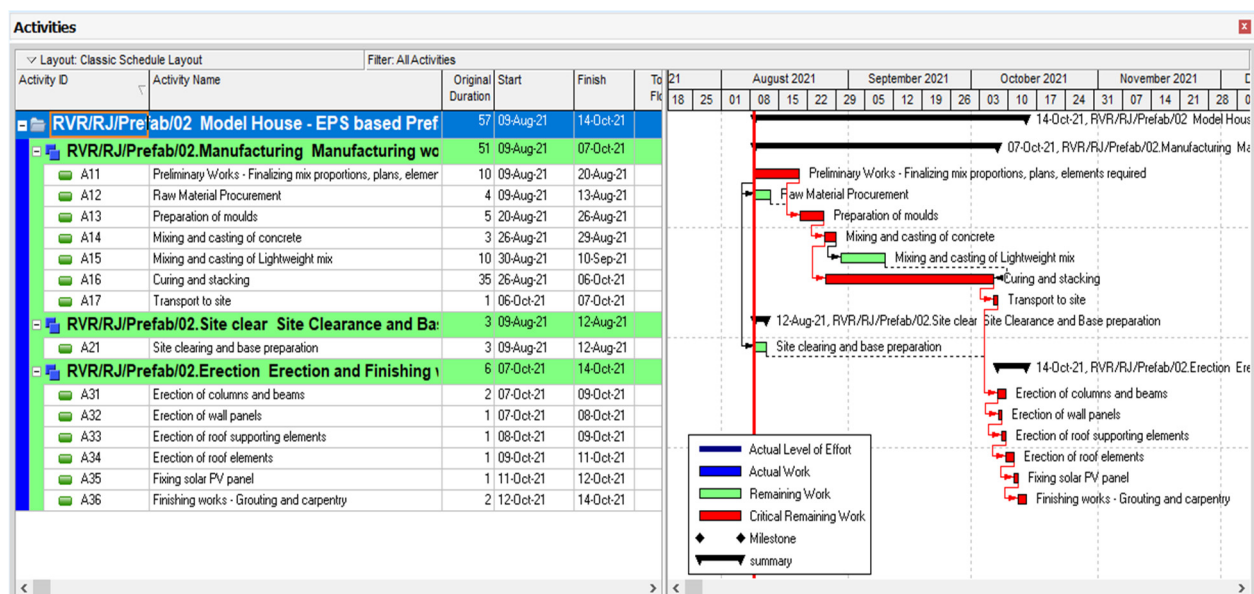 Activities
Layout: Classic Schedule Layout Filter: All Activities
Activity ID Activity Name Original Duration Start Finish To Flo
21 August 2021 September 2021 October 2021 November 2021 D
18 25 01 08 15 22 29 05 12 19 26 03 10 17 24 31 07 14 21 28 0
RVR/RJ/Prefab/02 Model House - EPS based Pref 57 09-Aug-21 14-Oct-21
RVR/RJ/Prefab/02.Manufacturing Manufacturing wo 51 09-Aug-21 07-Oct-21
A11 Preliminary Works - Finalizing mix proportions, plans, elemer 10 09-Aug-21 20-Aug-21
A12 Raw Material Procurement 4 09-Aug-21 13-Aug-21
A13 Preparation of moulds 5 20-Aug-21 26-Aug-21
A14 Mixing and casting of concrete 3 26-Aug-21 29-Aug-21
A15 Mixing and casting of Lightweight mix 10 30-Aug-21 10-Sep-21
A16 Curing and stacking 35 26-Aug-21 06-Oct-21
A17 Transport to site 1 06-Oct-21 07-Oct-21
RVR/RJ/Prefab/02.Site clear Site Clearance and Ba: 3 09-Aug-21 12-Aug-21
A21 Site clearing and base preparation 3 09-Aug-21 12-Aug-21
RVR/RJ/Prefab/02.Erection Erection and Finishing 6 07-Oct-21 14-Oct-21
A31 Erection of columns and beams 2 07-Oct-21 09-Oct-21
A32 Erection of wall panels 1 07-Oct-21 08-Oct-21
A33 Erection of roof supporting elements 1 08-Oct-21 09-Oct-21
A34 Erection of roof elements 1 09-Oct-21 11-Oct-21
A35 Fixing solar PV panel 1 11-Oct-21 12-Oct-21
A36 Finishing works - Grouting and carpentry 2 12-Oct-21 14-Oct-21
14-Oct-21, RVR/RJ/Prefab/02 Model Hous
07-Oct-21, RVR/RJ/Prefab/02.Manufacturing Ma
Preliminary Works - Finalizing mix proportions, plans, elements required
Raw Material Procurement
Preparation of moulds
Mixing and casting of concrete
Mixing and casting of Lightweight mix
Curing and stacking
Transport to site
12-Aug-21, RVR/RJ/Prefab/02.Site clear Site Clearance and Base preparation
Site clearing and base preparation
14-Oct-21, RVR/RJ/Prefab/02.Erection Ere
Erection of columns and beams
Erection of wall panels
Erection of roof supporting elements
Erection of roof elements
Fixing solar PV panel
Finishing works - Grouting and carpentry
Actual Level of Effort
Actual Work
Remaining Work
Critical Remaining Work
Milestone
summary